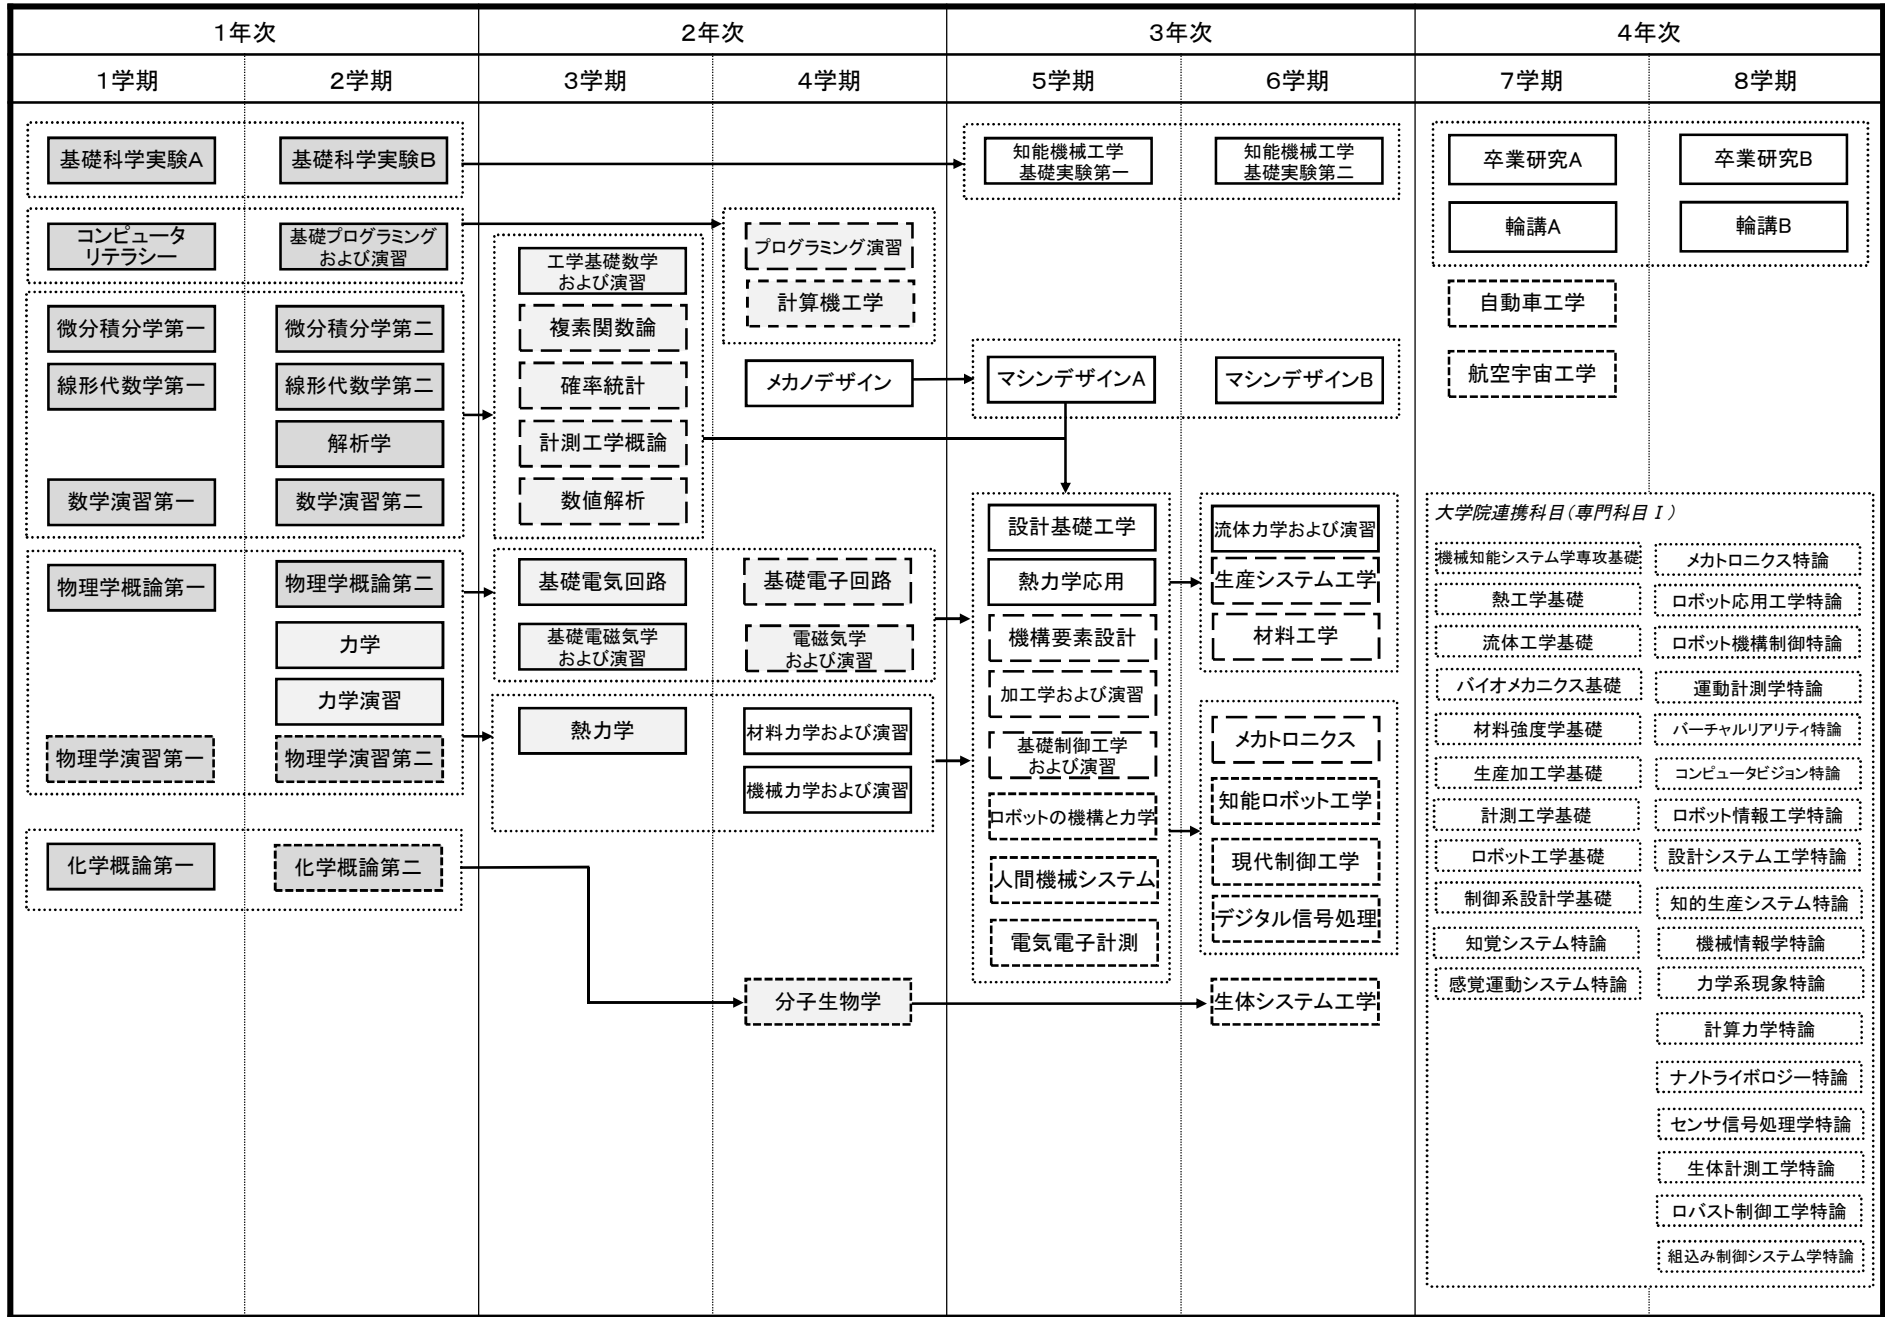 1年次
2年次
3年次
4年次
1学期
2学期
3学期
4学期
5学期
6学期
7学期
8学期
基礎科学実験A
基礎科学実験B
コンピュータ
リテラシー
基礎プログラミング
および演習
微分積分学第一
微分積分学第二
線形代数学第一
線形代数学第二
解析学
数学演習第一
数学演習第二
物理学概論第一
物理学概論第二
力学
力学演習
物理学演習第一
物理学演習第二
化学概論第一
化学概論第二
工学基礎数学
および演習
複素関数論
確率統計
計測工学概論
数値解析
プログラミング演習
計算機工学
メカノデザイン
基礎電気回路
基礎電子回路
基礎電磁気学
および演習
電磁気学
および演習
熱力学
材料力学および演習
機械力学および演習
分子生物学
知能機械工学
基礎実験第一
知能機械工学
基礎実験第二
マシンデザインA
マシンデザインB
設計基礎工学
熱力学応用
機構要素設計
加工学および演習
基礎制御工学
および演習
ロボットの機構と力学
人間機械システム
電気電子計測
流体力学および演習
生産システム工学
材料工学
メカトロニクス
知能ロボット工学
現代制御工学
デジタル信号処理
生体システム工学
卒業研究A
卒業研究B
輪講A
輪講B
自動車工学
航空宇宙工学
大学院連携科目(専門科目Ⅰ)
機械知能システム学専攻基礎
熱工学基礎
流体工学基礎
バイオメカニクス基礎
材料強度学基礎
生産加工学基礎
計測工学基礎
ロボット工学基礎
制御系設計学基礎
知覚システム特論
感覚運動システム特論
メカトロニクス特論
ロボット応用工学特論
ロボット機構制御特論
運動計測学特論
バーチャルリアリティ特論
コンピュータビジョン特論
ロボット情報工学特論
設計システム工学特論
知的生産システム特論
機械情報学特論
力学系現象特論
計算力学特論
ナノトライボロジー特論
センサ信号処理学特論
生体計測工学特論
ロバスト制御工学特論
組込み制御システム学特論